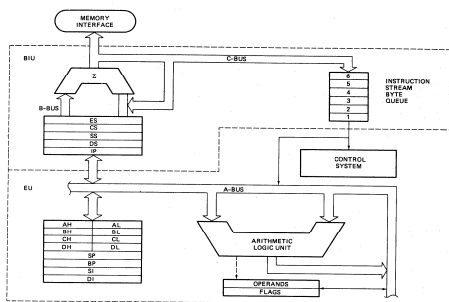 MEMORY
INTERFACE
BIU
C-BUS
Σ
B-BUS
6
5
4
3
2
1
INSTRUCTION
STREAM
BYTE
QUEUE
ES
CS
SS
DS
IP
CONTROL
SYSTEM
EU
A-BUS
AH AL
BH BL
CH CL
DH DL
SP
BP
SI
DI
ARITHMETIC
LOGIC UNIT
OPERANDS
FLAGS